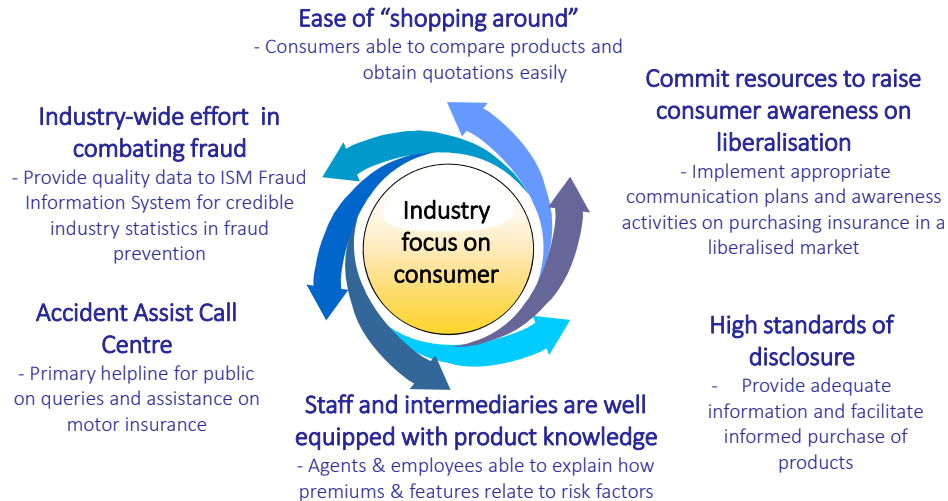 Ease of “shopping around”
- Consumers able to compare products and
obtain quotations easily
Commit resources to raise
consumer awareness on
liberalisation
- Implement appropriate
communication plans and awareness
activities on purchasing insurance in a
liberalised market
High standards of
disclosure
- Provide adequate
information and facilitate
informed purchase of
products
Staff and intermediaries are well
equipped with product knowledge
- Agents & employees able to explain how
premiums & features relate to risk factors
Accident Assist Call
Centre
- Primary helpline for public
on queries and assistance on
motor insurance
Industry-wide effort in
combating fraud
- Provide quality data to ISM Fraud
Information System for credible
industry statistics in fraud
prevention
Industry
focus on
consumer